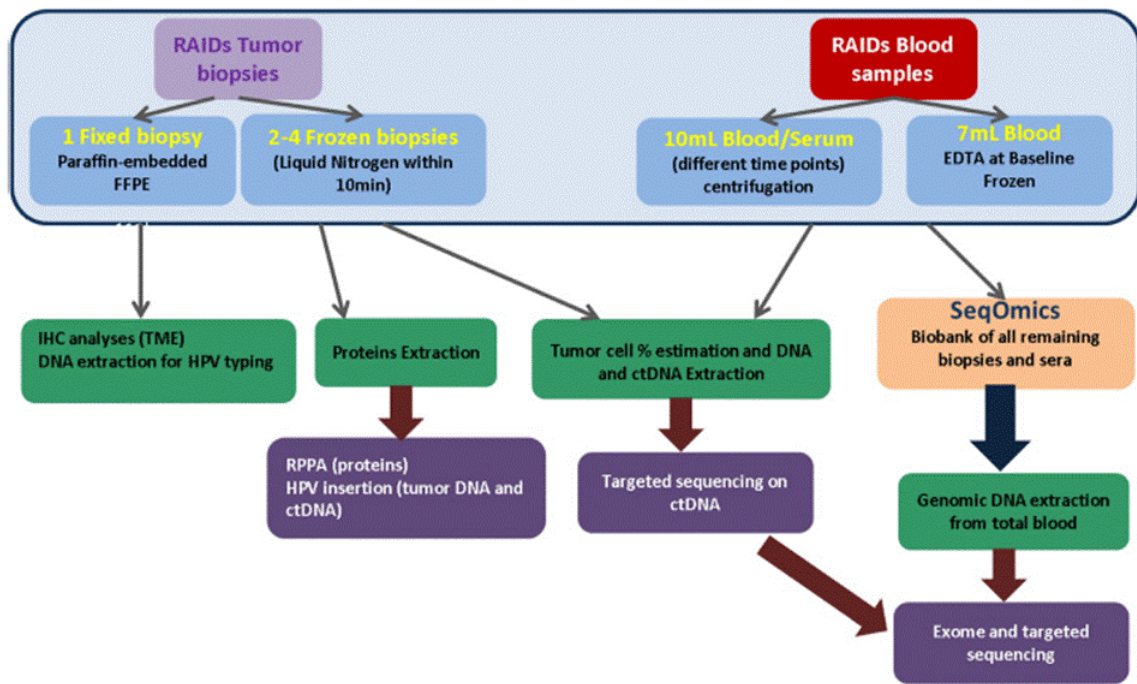 RAIDs Tumor
biopsies
RAIDs Blood
samples
1 Fixed biopsy
Paraffin-embedded
FFPE
2-4 Frozen biopsies
(Liquid Nitrogen within
10min)
10mL Blood/Serum
(different time points)
centrifugation
7mL Blood
EDTA at Baseline
Frozen
IHC analyses (TME)
DNA extraction for HPV typing
Proteins Extraction
Tumor cell % estimation and DNA
and ctDNA Extraction
SeqOmics
Biobank of all remaining
biopsies and sera
RPPA (proteins)
HPV insertion (tumor DNA and
ctDNA)
Targeted sequencing on
ctDNA
Genomic DNA extraction
from total blood
Exome and targeted
sequencing